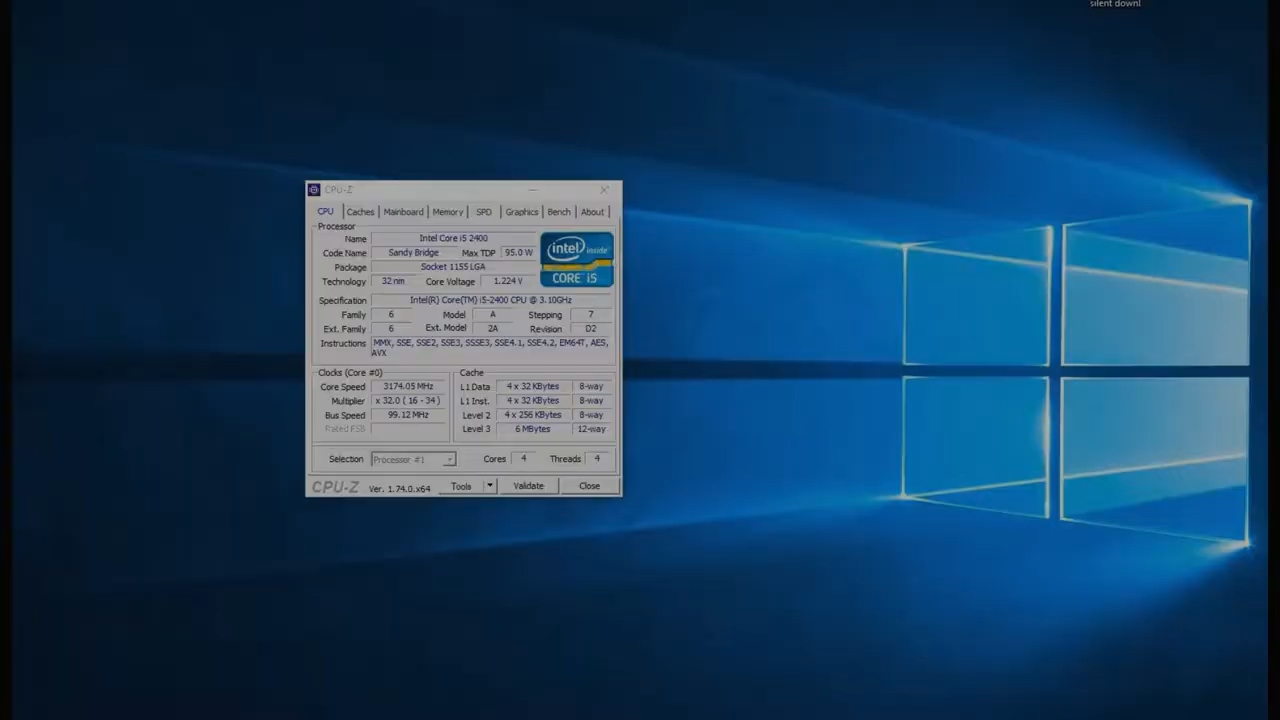 silent down!
CPU-Z
CPU Caches Mainboard Memory SPD Graphics Bench About
Processor
Name Intel Core i5 2400
Code Name Sandy Bridge Max TDP 95.0 W
Package Socket 1155 LGA
Technology 32 nm Core Voltage 1.224 V
intel inside
CORE i5
Specification Intel(R) Core(TM) i5-2400 CPU @ 3.10GHz
Family 6 Model A Stepping 7
Ext. Family 6 Ext. Model 2A Revision D2
Instructions MMX, SSE, SSE2, SSE3, SSSE3, SSE4.1, SSE4.2, EM64T, AES,
AVX
Clocks (Core #0) Cache
Core Speed 3174.05 MHz L1 Data 4 x 32 KBytes 8-way
Multiplier x 32.0 ( 16 - 34 ) L1 Inst. 4 x 32 KBytes 8-way
Bus Speed 99.12 MHz Level 2 4 x 256 KBytes 8-way
Rated FSB Level 3 6 MBytes 12-way
Selection Processor #1 Cores 4 Threads 4
CPU-Z Ver. 1.74.0.x64 Tools Validate Close